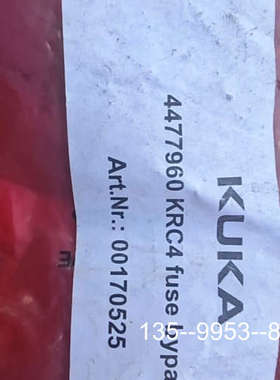 KUKA
4477960 KRC4 fuse bypa
Art.Nr.: 00170525
135--9953--8